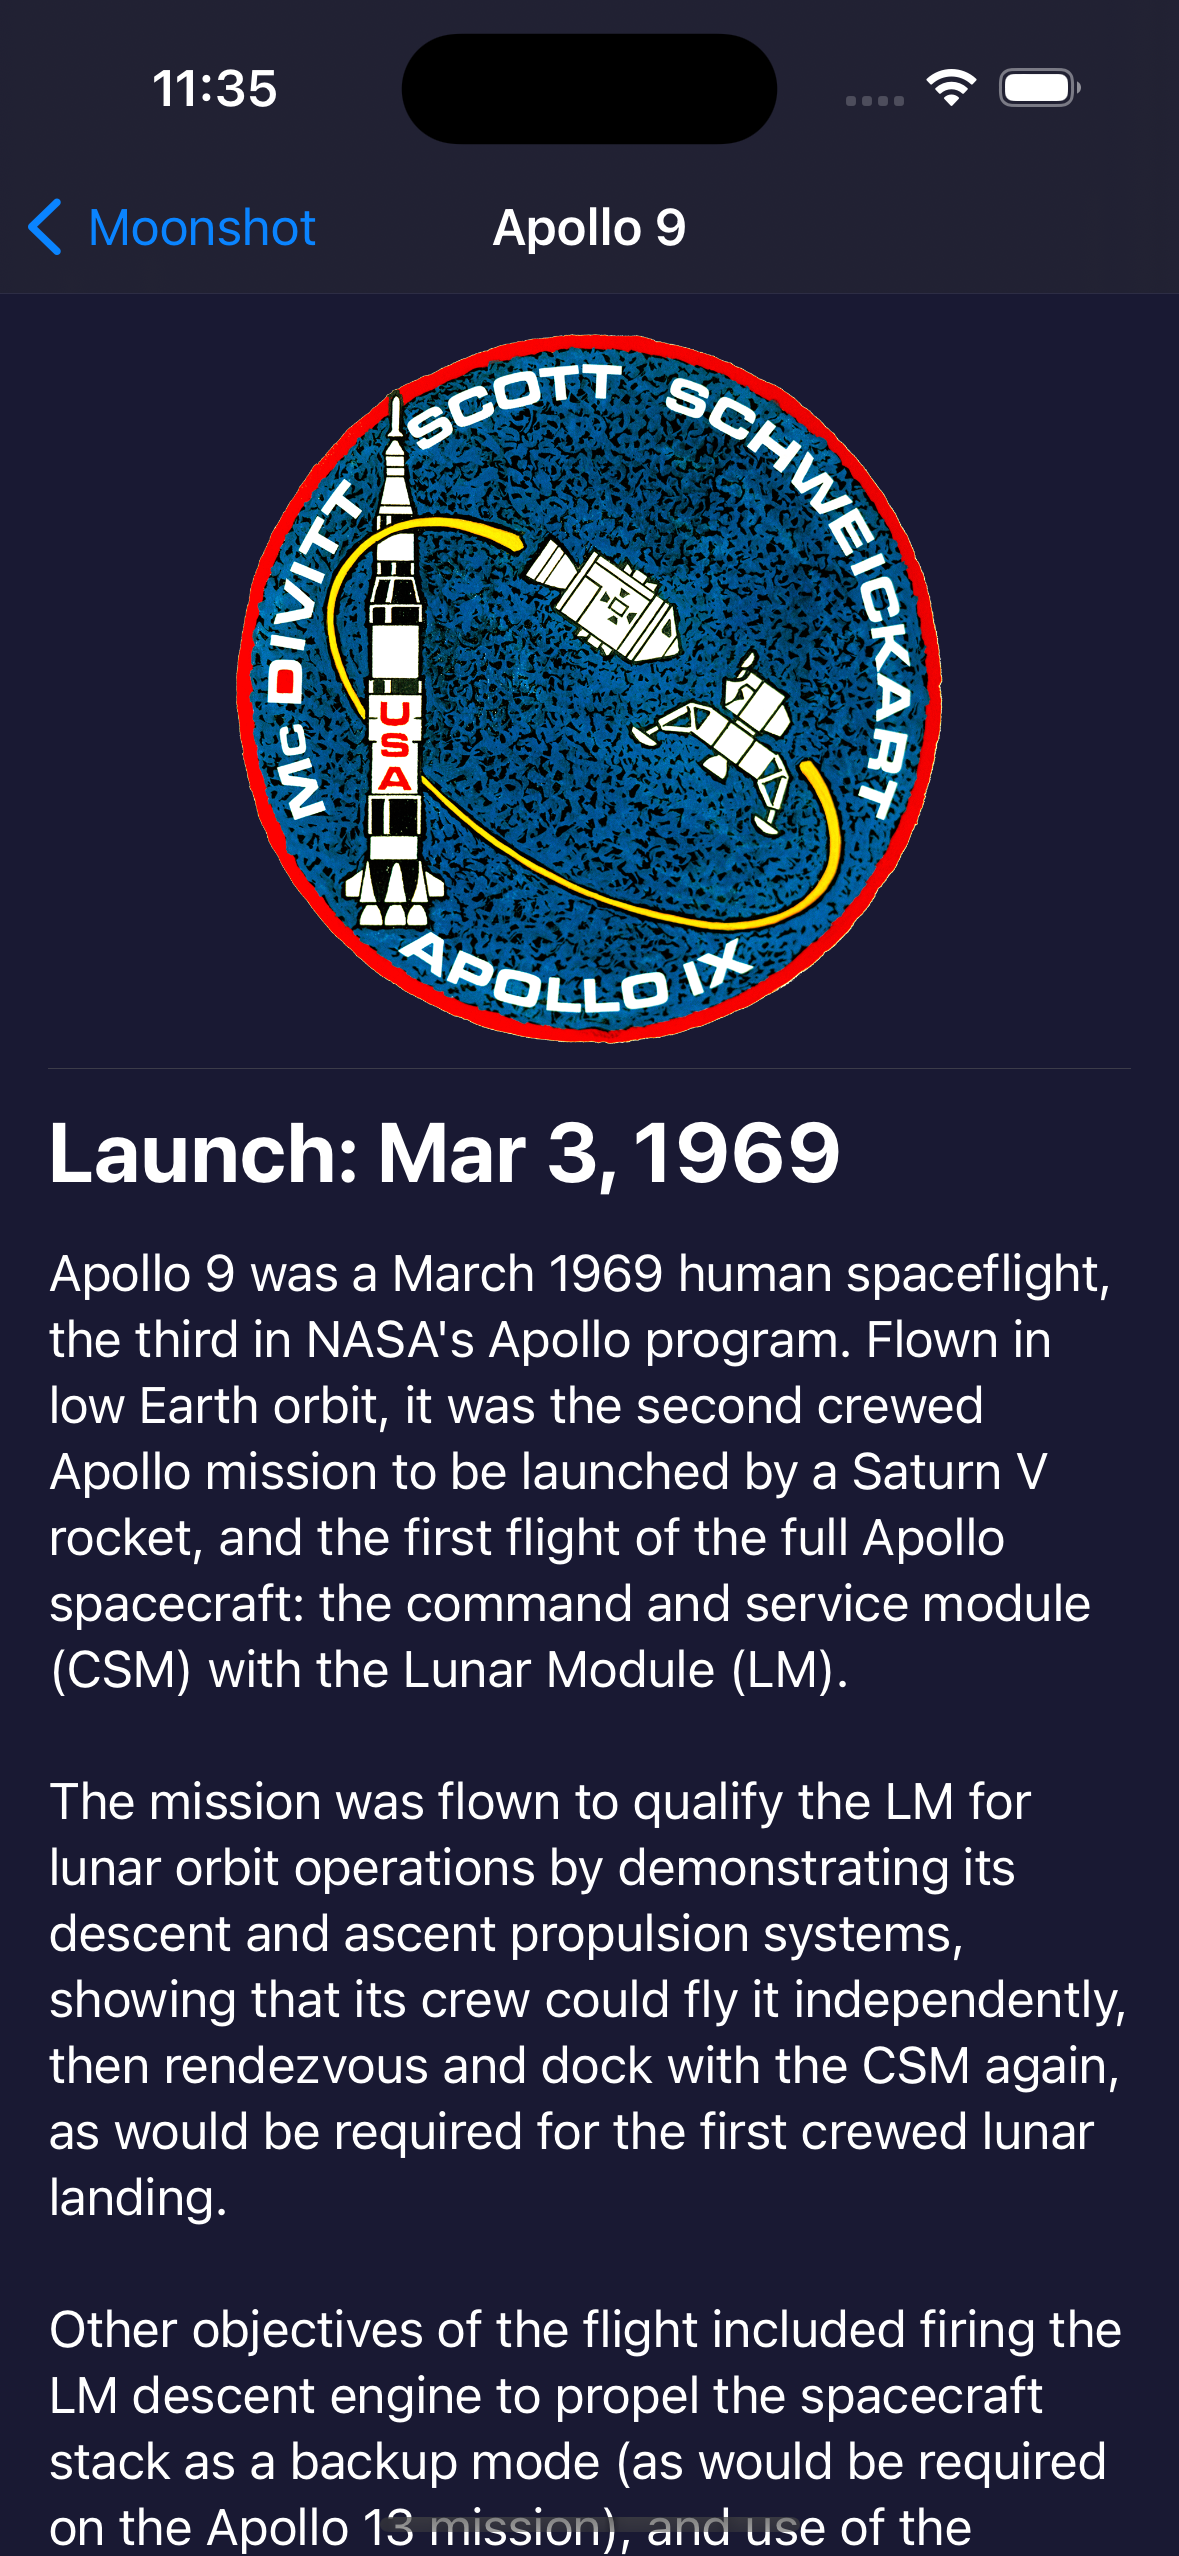 11:35
Moonshot
Apollo 9
Mc DIVITT
SCOTT
SCHWEICKART
USA
APOLLO IX
Launch: Mar 3, 1969
Apollo 9 was a March 1969 human spaceflight,
the third in NASA's Apollo program. Flown in
low Earth orbit, it was the second crewed
Apollo mission to be launched by a Saturn V
rocket, and the first flight of the full Apollo
spacecraft: the command and service module
(CSM) with the Lunar Module (LM).
The mission was flown to qualify the LM for
lunar orbit operations by demonstrating its
descent and ascent propulsion systems,
showing that its crew could fly it independently,
then rendezvous and dock with the CSM again,
as would be required for the first crewed lunar
landing.
Other objectives of the flight included firing the
LM descent engine to propel the spacecraft
stack as a backup mode (as would be required
on the Apollo 13 mission), and use of the